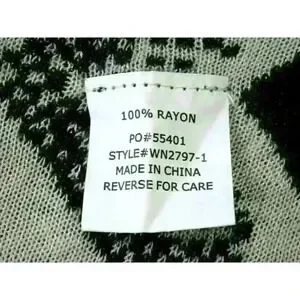 100% RAYON
PO#55401
STYLE#WN2797-1
MADE IN CHINA
REVERSE FOR CARE